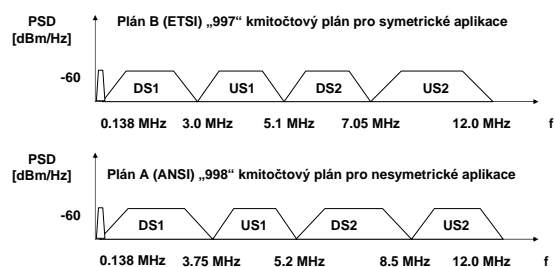 PSD
[dBm/Hz]
Plán B (ETSI) „997“ kmitočtový plán pro symetrické aplikace
-60
DS1 US1 DS2 US2
0.138 MHz 3.0 MHz 5.1 MHz 7.05 MHz 12.0 MHz f
PSD
[dBm/Hz]
Plán A (ANSI) „998“ kmitočtový plán pro nesymetrické aplikace
-60
DS1 US1 DS2 US2
0.138 MHz 3.75 MHz 5.2 MHz 8.5 MHz 12.0 MHz f